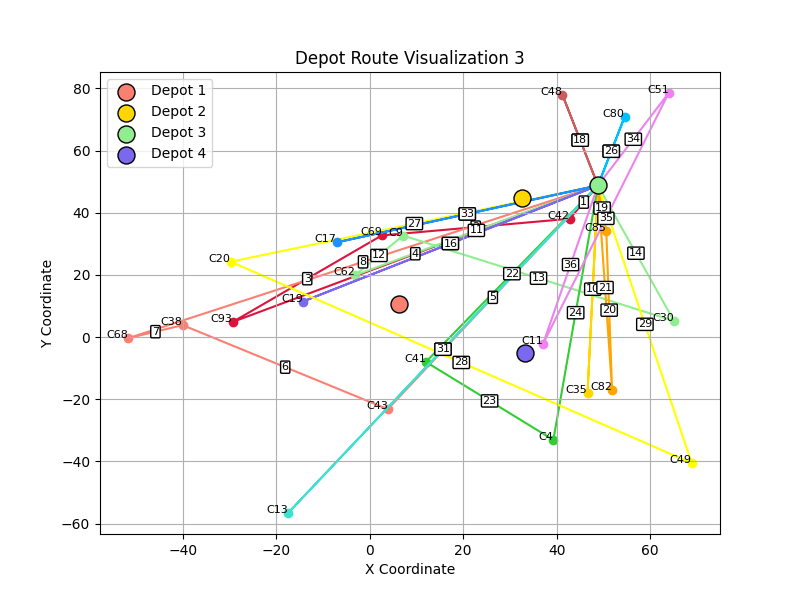 Depot Route Visualization 3
Depot 1
Depot 2
Depot 3
Depot 4
Y Coordinate
80
60
40
20
0
−20
−40
−60
−40
−20
0
20
40
60
X Coordinate
C48
C51
C80
C42
C85
C69
C9
C17
C20
C62
C19
C93
C38
C68
C43
C41
C4
C11
C35
C82
C30
C49
C13
18
26
34
1
19
35
33
27
11
16
12
4
8
3
22
13
36
14
5
10
21
20
24
29
7
6
31
28
23